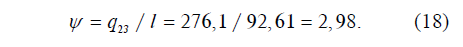 ψ = q₂₃ / l = 276,1 / 92,61 = 2,98. (18)